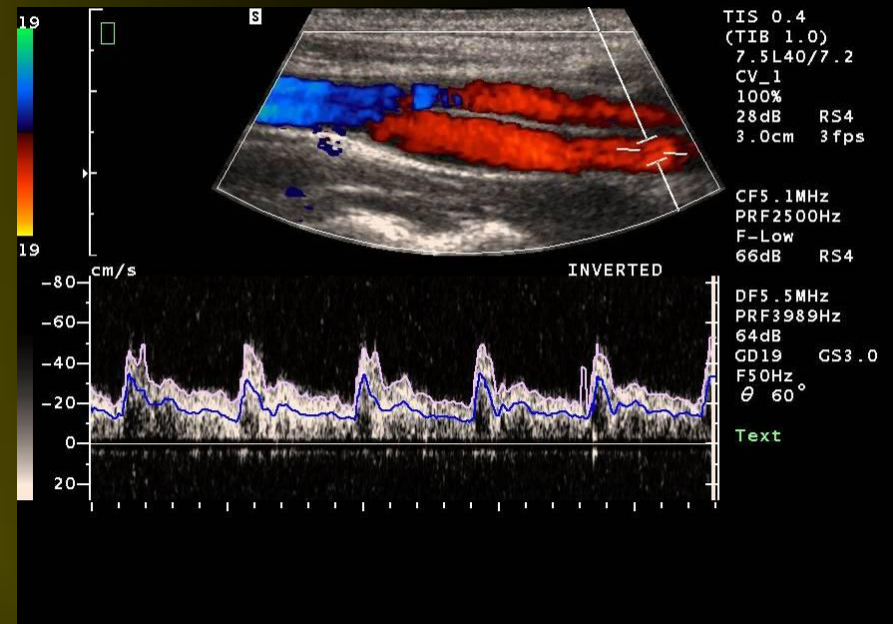 19
S
TIS 0.4
(TIB 1.0)
7.5L40/7.2
CV_1
100%
28dB RS4
3.0cm 3fps
CF5.1MHz
PRF2500Hz
F-Low
19
66dB RS4
cm/s
INVERTED
-80
DF5.5MHz
PRF3989Hz
-60
64dB
GD19 GS3.0
-40
F50Hz
θ 60°
-20
Text
0
20